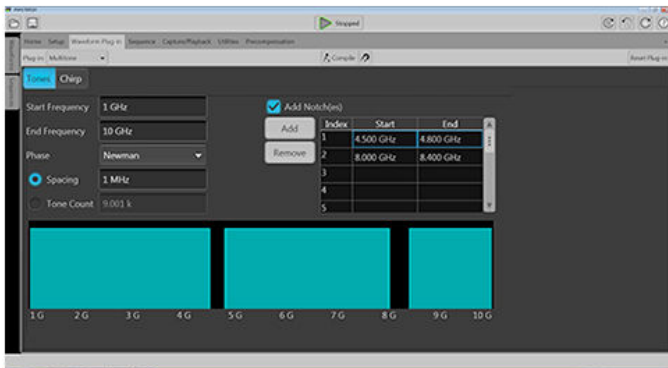 Stopped
Home Setup Waveform Plug-in Sequence Capture/Playback Utilities Precompensation
Plug-in: Multitone Compile Reset Plug-in
Tones Chirp
Start Frequency 1 GHz Add Notch(es)
End Frequency 10 GHz Add Index Start End
1 4.500 GHz 4.800 GHz
Phase Newman Remove 2 8.000 GHz 8.400 GHz
Spacing 1 MHz 3
4
Tone Count 9.001 k 5
1 G 2 G 3 G 4 G 5 G 6 G 7 G 8 G 9 G 10 G